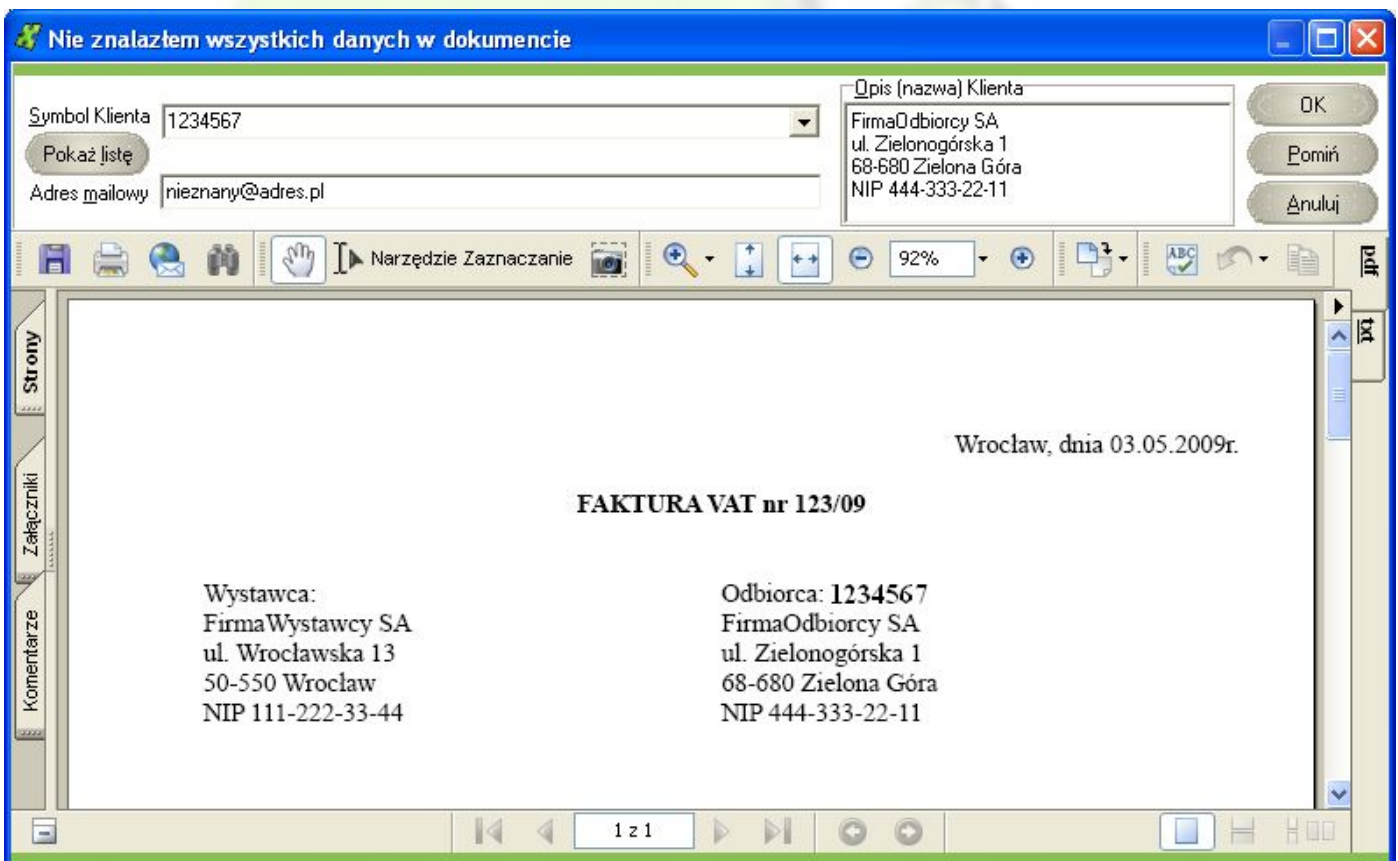 Nie znalazłem wszystkich danych w dokumencie
Symbol Klienta
1234567
Pokaż listę
Adres mailowy
nieznany@adres.pl
Opis (nazwa) Klienta
FirmaOdbiorcy SA
ul. Zielonogórska 1
68-680 Zielona Góra
NIP 444-333-22-11
OK
Pomiń
Anuluj
Narzędzie Zaznaczanie
92%
ABC
pdf
txt
Strony
Załączniki
Komentarze
Wrocław, dnia 03.05.2009r.
FAKTURA VAT nr 123/09
Wystawca:
FirmaWystawcy SA
ul. Wrocławska 13
50-550 Wrocław
NIP 111-222-33-44
Odbiorca: 1234567
FirmaOdbiorcy SA
ul. Zielonogórska 1
68-680 Zielona Góra
NIP 444-333-22-11
1 z 1